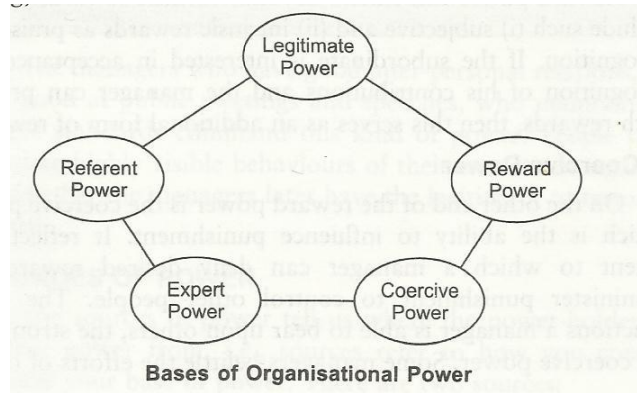 Legitimate
Power
Referent
Power
Reward
Power
Expert
Power
Coercive
Power
Bases of Organisational Power